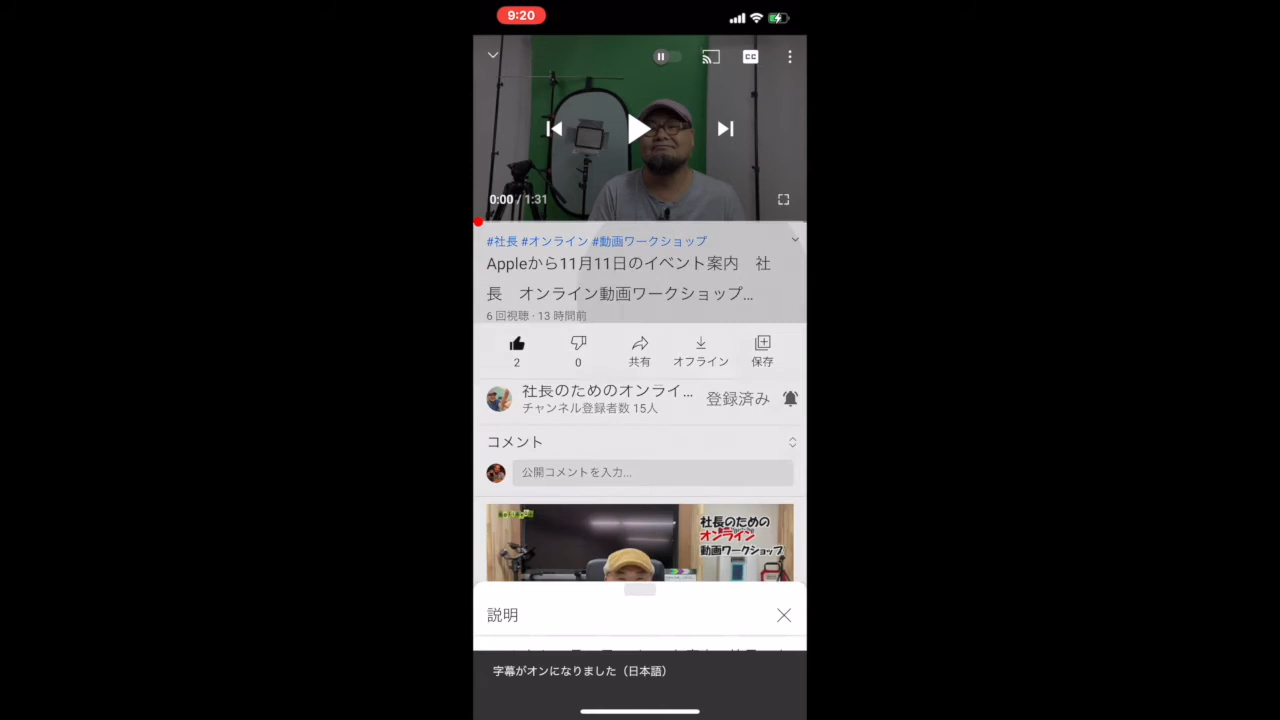 9:20
CC
0:00 / 1:31
#社長 #オンライン #動画ワークショップ
Appleから11月11日のイベント案内　社
長　オンライン動画ワークショップ...
6 回視聴 · 13 時間前
2
0
共有
オフライン
保存
社長のためのオンライ...
チャンネル登録者数 15人
登録済み
コメント
公開コメントを入力...
社長のための
オンライン
動画ワークショップ
説明
字幕がオンになりました（日本語）